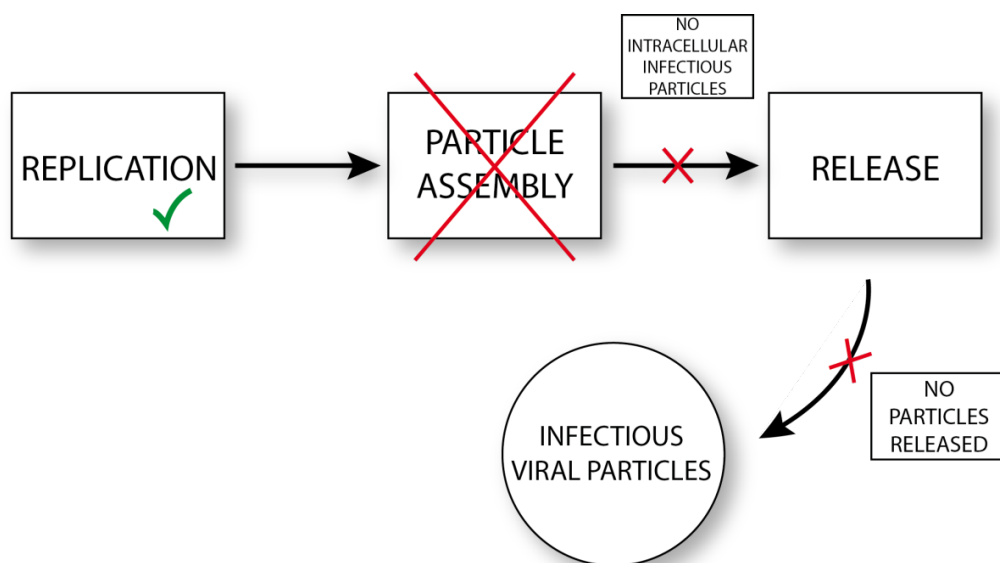 NO
INTRACELLULAR
INFECTIOUS
PARTICLES
REPLICATION
PARTICLE
ASSEMBLY
RELEASE
NO
PARTICLES
RELEASED
INFECTIOUS
VIRAL PARTICLES